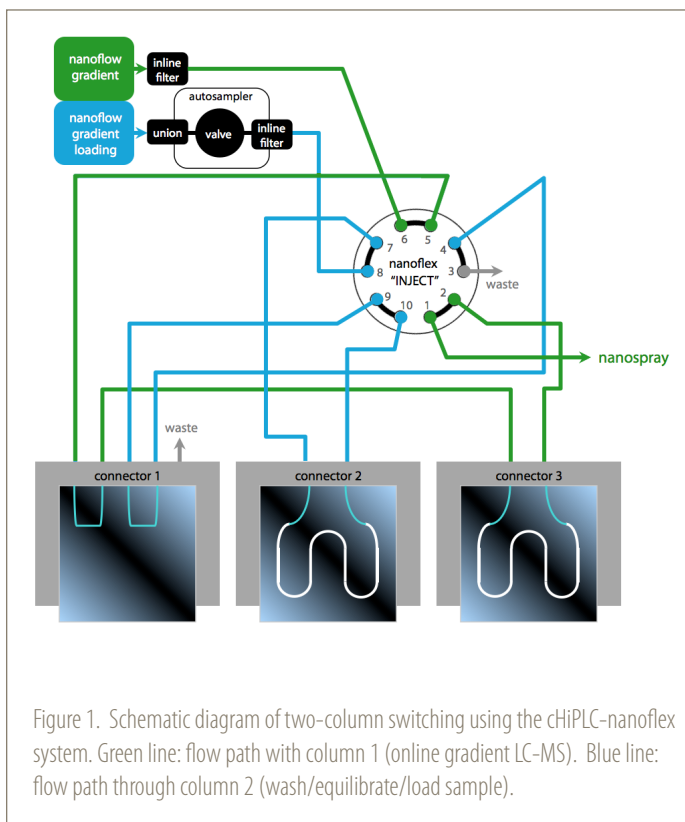 nanoflow
gradient
inline
filter
nanoflow
gradient
loading
union
autosampler
valve
inline
filter
6
5
7
4
nanoflex
"INJECT"
8
3
waste
9
2
10
1
nanospray
waste
connector 1
connector 2
connector 3
Figure 1. Schematic diagram of two-column switching using the cHiPLC-nanoflex
system. Green line: flow path with column 1 (online gradient LC-MS). Blue line:
flow path through column 2 (wash/equilibrate/load sample).